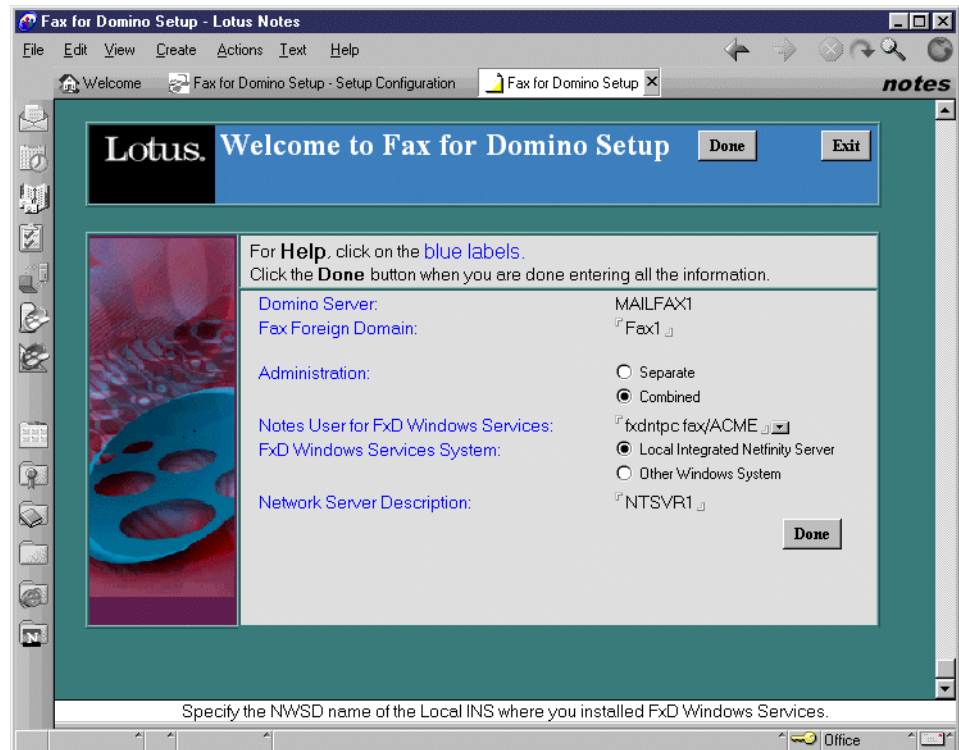 Fax for Domino Setup - Lotus Notes
File Edit View Create Actions Text Help
Welcome Fax for Domino Setup - Setup Configuration Fax for Domino Setup notes
Lotus. Welcome to Fax for Domino Setup Done Exit
For Help, click on the blue labels.
Click the Done button when you are done entering all the information.
Domino Server: MAILFAX1
Fax Foreign Domain: Fax1
Administration: Separate
Combined
Notes User for FxD Windows Services: fxdntpc fax/ACME
FxD Windows Services System: Local Integrated Netfinity Server
Other Windows System
Network Server Description: NTSVR1
Done
Specify the NWSD name of the Local INS where you installed FxD Windows Services.
Office